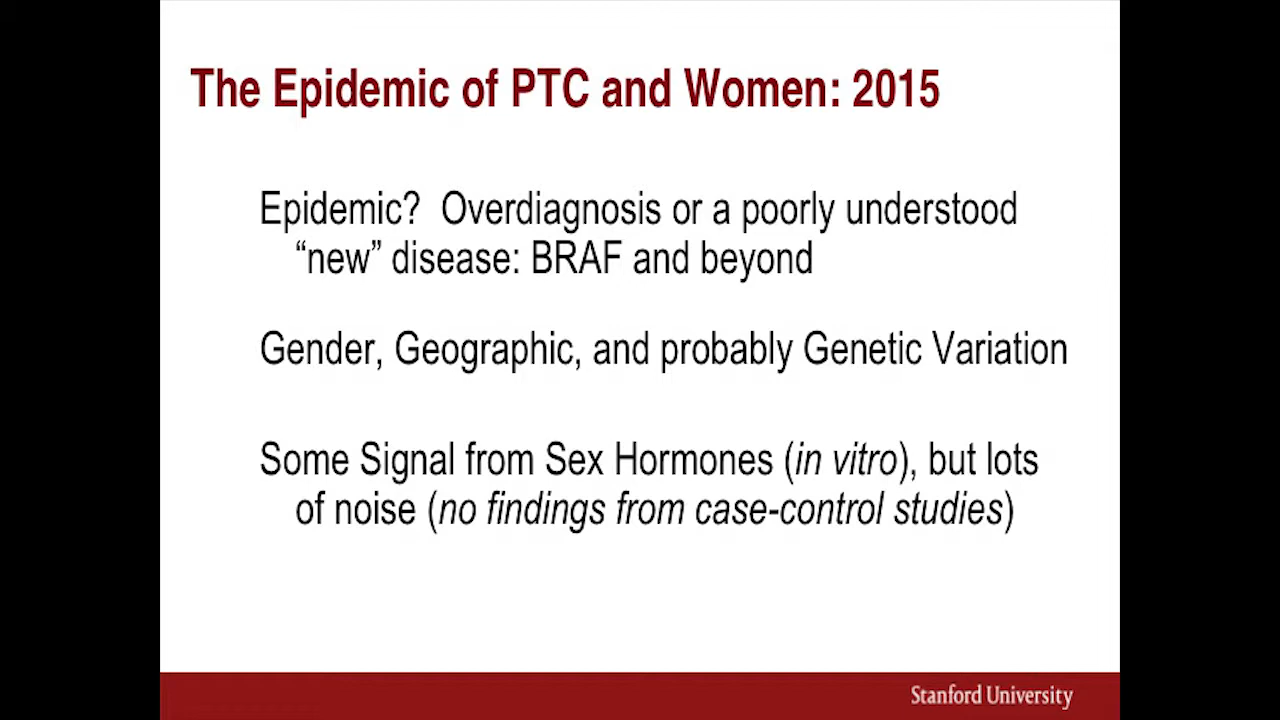 The Epidemic of PTC and Women: 2015
Epidemic?  Overdiagnosis or a poorly understood
“new” disease: BRAF and beyond
Gender, Geographic, and probably Genetic Variation
Some Signal from Sex Hormones (in vitro), but lots
of noise (no findings from case-control studies)
Stanford University